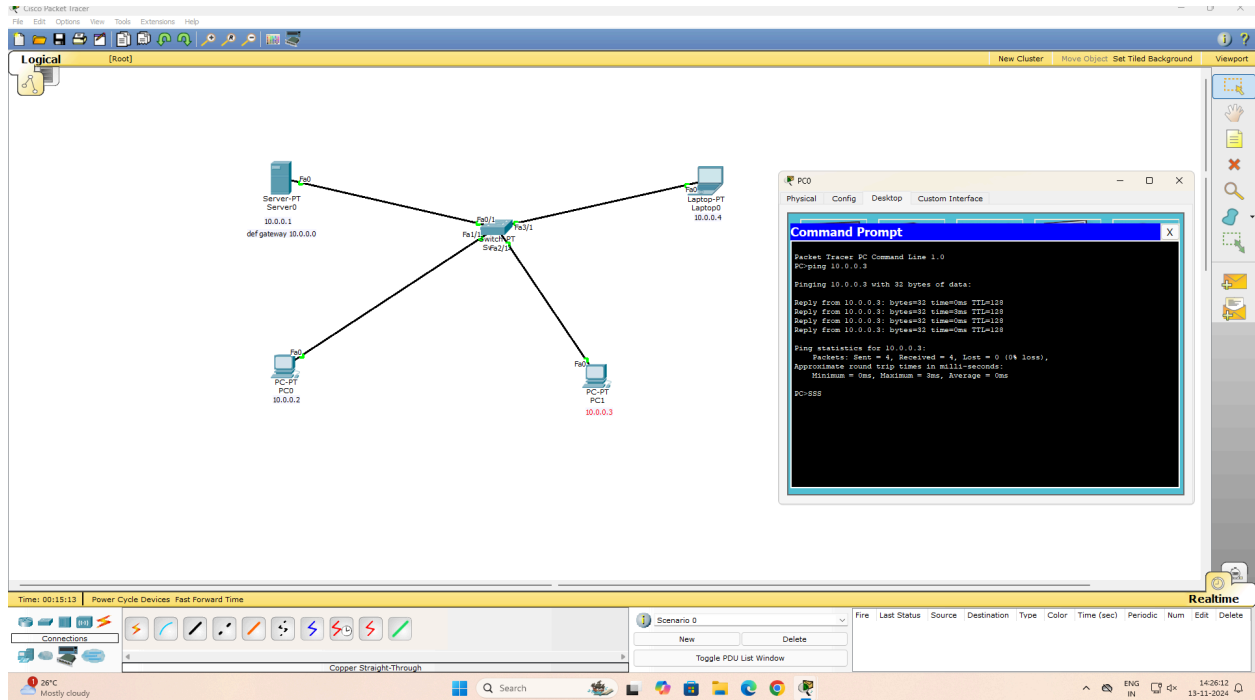 Cisco Packet Tracer
File Edit Options View Tools Extensions Help
Logical
[Root]
New Cluster
Move Object
Set Tiled Background
Viewport
Fa0
Server-PT
Server0
10.0.0.1
def gateway 10.0.0.0
Fa0/1
Fa3/1
Fa1/1
Switch-PT
Fa2/1
Fa0
Laptop-PT
Laptop0
10.0.0.4
Fa0
PC-PT
PC0
10.0.0.2
Fa0
PC-PT
PC1
10.0.0.3
PC0
Physical Config Desktop Custom Interface
Command Prompt
X
Packet Tracer PC Command Line 1.0
PC>ping 10.0.0.3
Pinging 10.0.0.3 with 32 bytes of data:
Reply from 10.0.0.3: bytes=32 time=0ms TTL=128
Reply from 10.0.0.3: bytes=32 time=3ms TTL=128
Reply from 10.0.0.3: bytes=32 time=0ms TTL=128
Reply from 10.0.0.3: bytes=32 time=0ms TTL=128
Ping statistics for 10.0.0.3:
Packets: Sent = 4, Received = 4, Lost = 0 (0% loss),
Approximate round trip times in milli-seconds:
Minimum = 0ms, Maximum = 3ms, Average = 0ms
PC>SSS
Time: 00:15:13
Power Cycle Devices Fast Forward Time
Realtime
Connections
Copper Straight-Through
Scenario 0
New
Delete
Toggle PDU List Window
Fire Last Status Source Destination Type Color Time (sec) Periodic Num Edit Delete
1
26°C
Mostly cloudy
Search
ENG
IN
14:26:12
13-11-2024